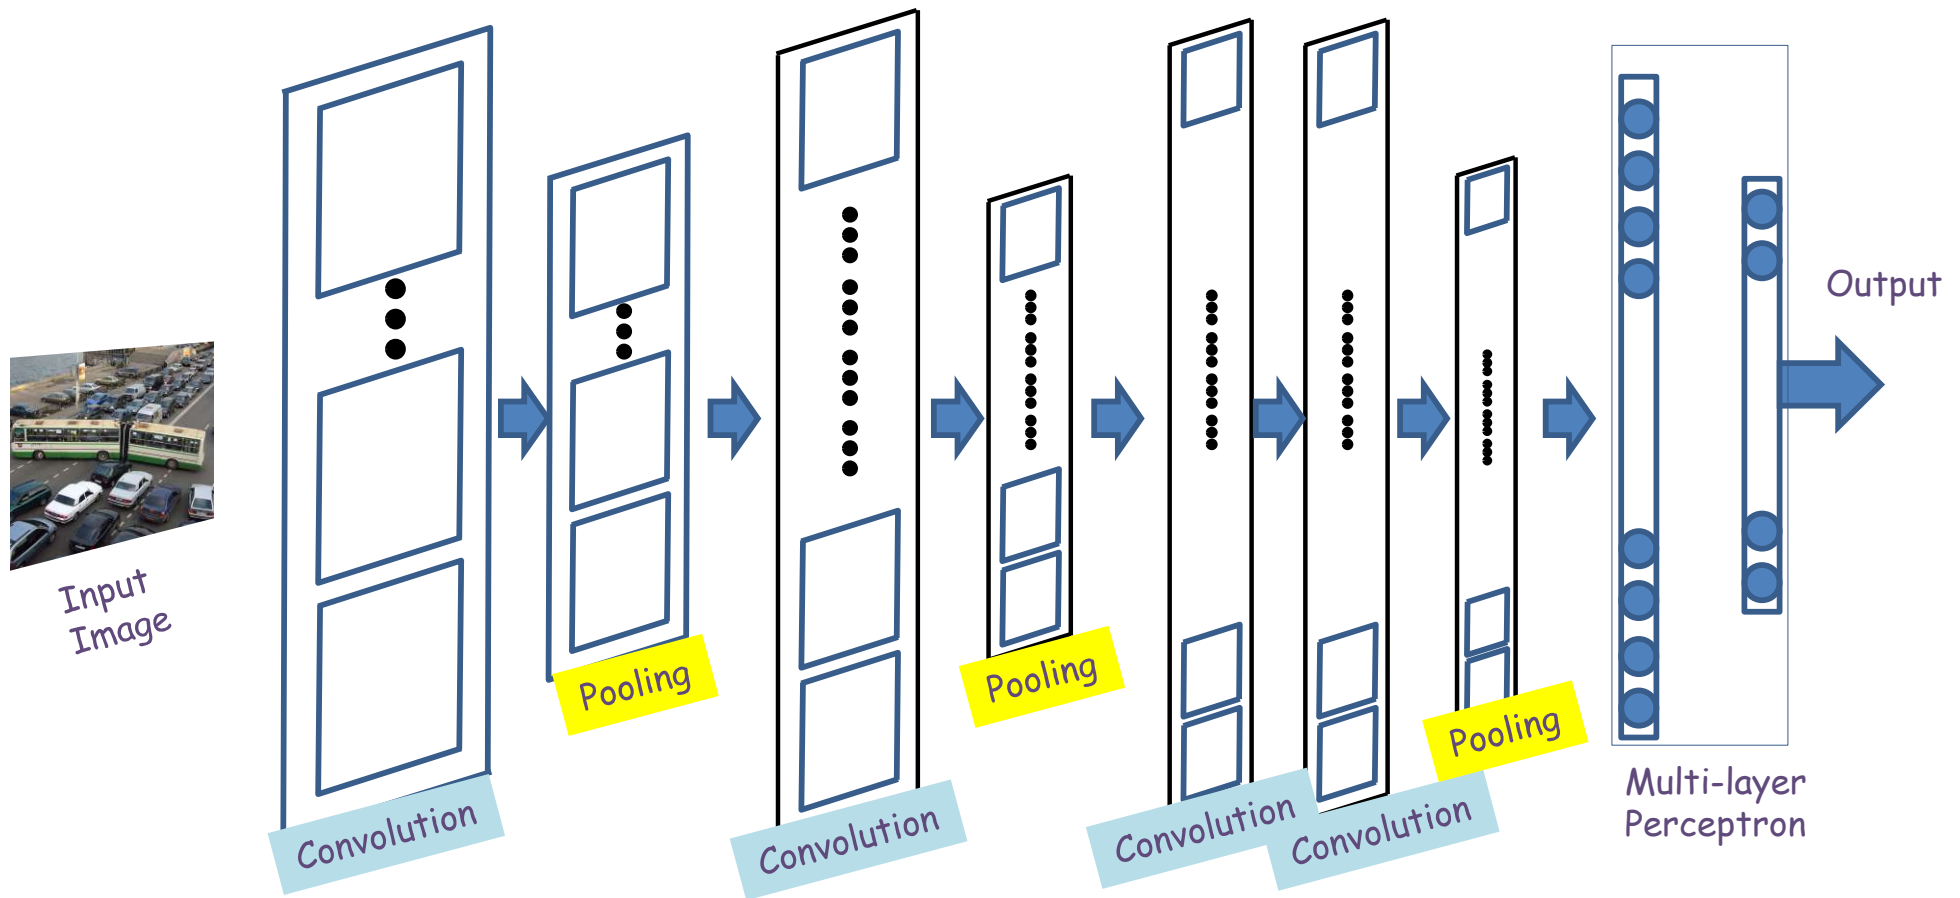 Input
Image
Convolution
Pooling
Convolution
Pooling
Convolution
Convolution
Pooling
Multi-layer
Perceptron
Output